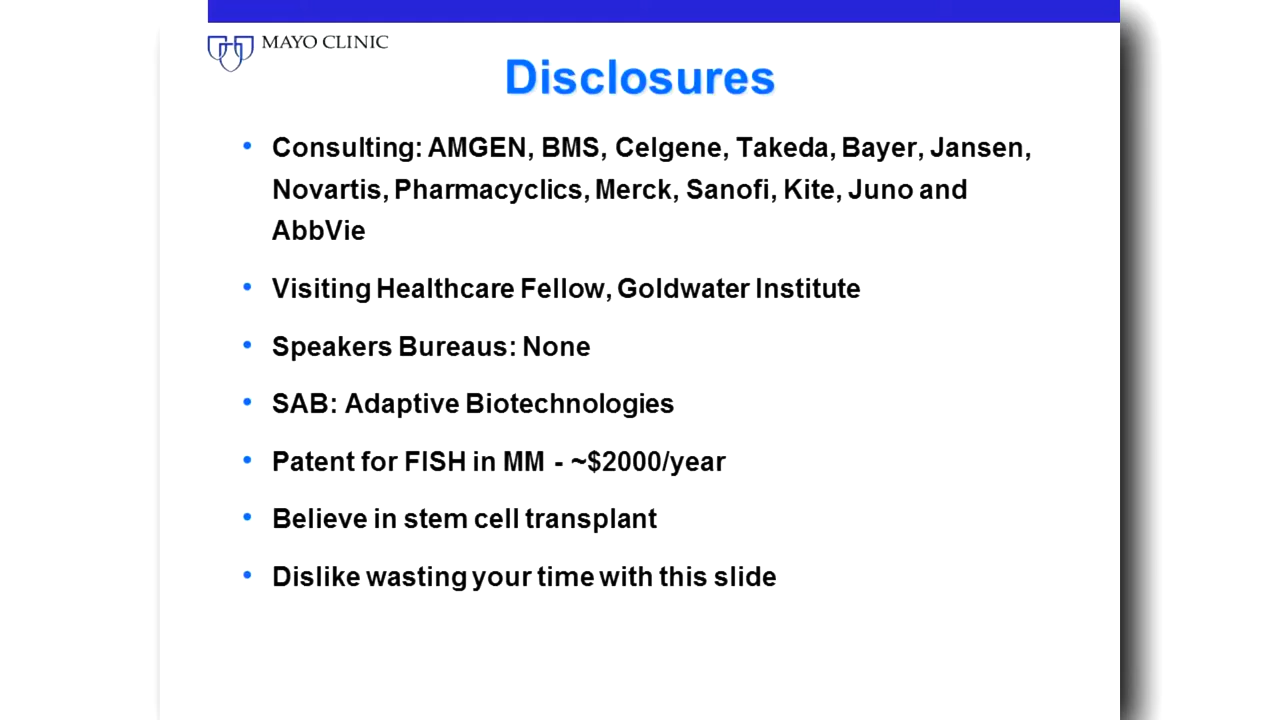 MAYO CLINIC
Disclosures
• Consulting: AMGEN, BMS, Celgene, Takeda, Bayer, Jansen,
Novartis, Pharmacyclics, Merck, Sanofi, Kite, Juno and
AbbVie
• Visiting Healthcare Fellow, Goldwater Institute
• Speakers Bureaus: None
• SAB: Adaptive Biotechnologies
• Patent for FISH in MM - ~$2000/year
• Believe in stem cell transplant
• Dislike wasting your time with this slide